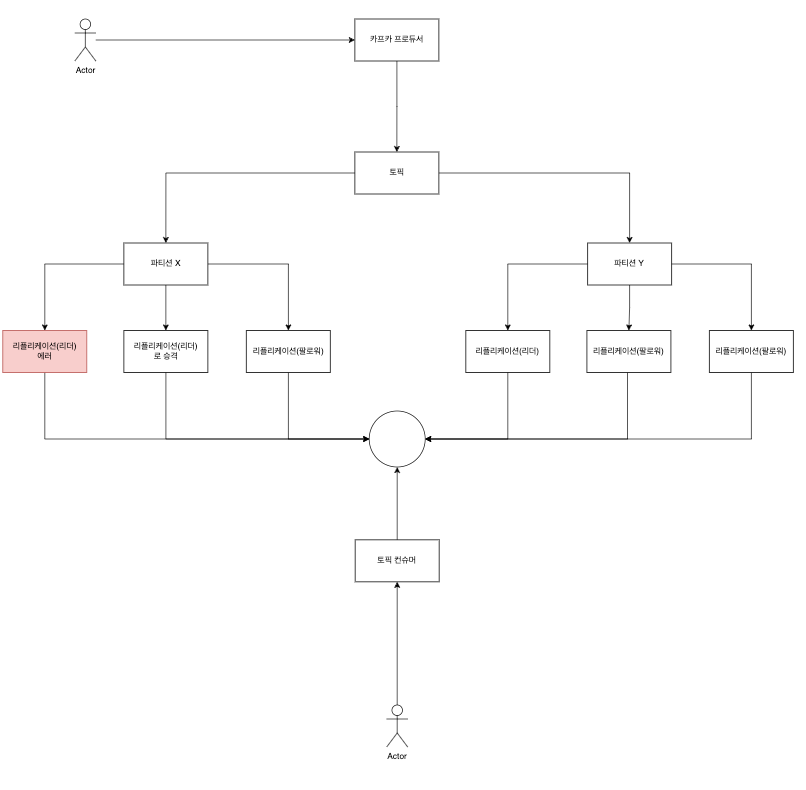 카프카 프로듀서
Actor
토픽
파티션 X
파티션 Y
리플리케이션(리더)
에러
리플리케이션(리더)
로 승격
리플리케이션(팔로워)
리플리케이션(리더)
리플리케이션(팔로워)
리플리케이션(팔로워)
토픽 컨슈머
Actor